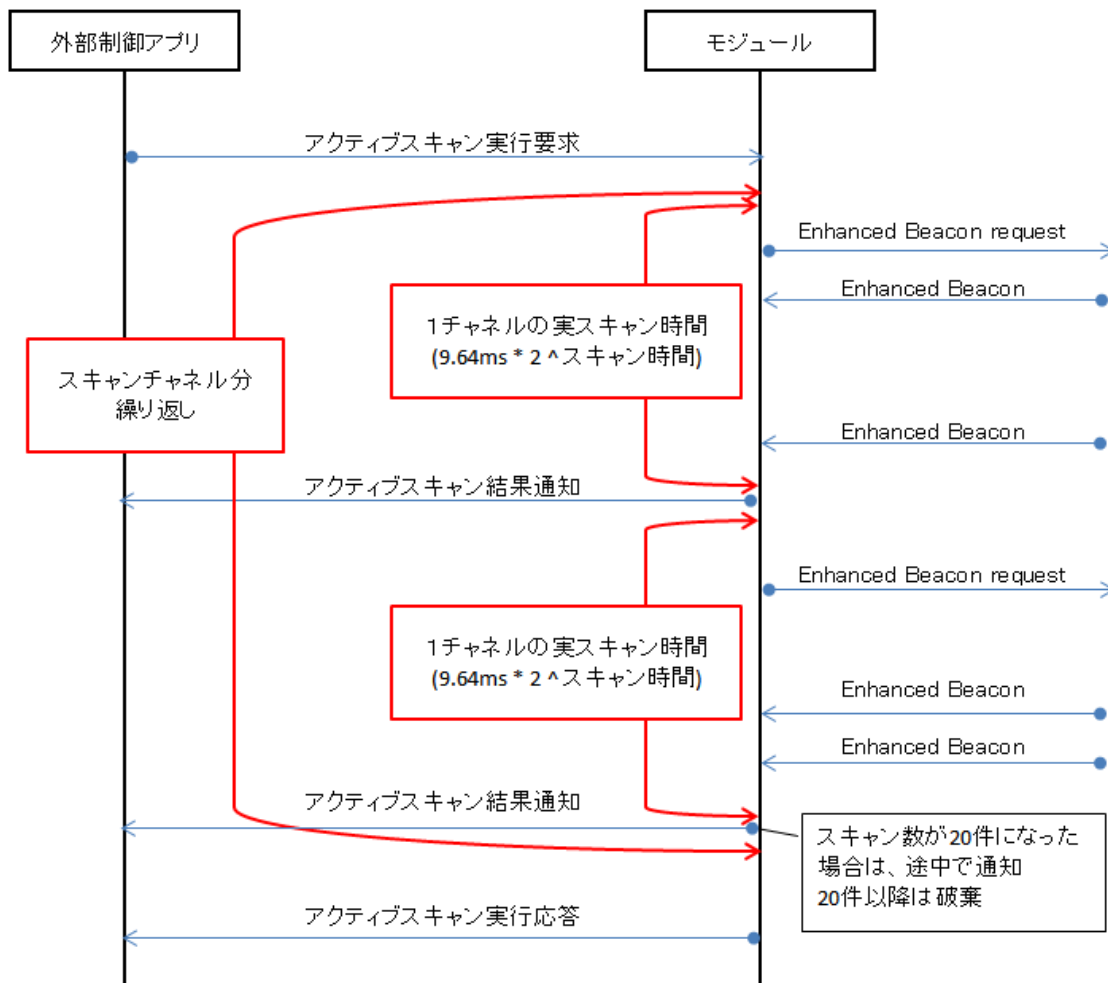 外部制御アプリ
モジュール
アクティブスキャン実行要求
Enhanced Beacon request
Enhanced Beacon
1チャネルの実スキャン時間
(9.64ms * 2 ^スキャン時間)
スキャンチャネル分
繰り返し
Enhanced Beacon
アクティブスキャン結果通知
Enhanced Beacon request
1チャネルの実スキャン時間
(9.64ms * 2 ^スキャン時間)
Enhanced Beacon
Enhanced Beacon
アクティブスキャン結果通知
スキャン数が20件になった
場合は、途中で通知
20件以降は破棄
アクティブスキャン実行応答